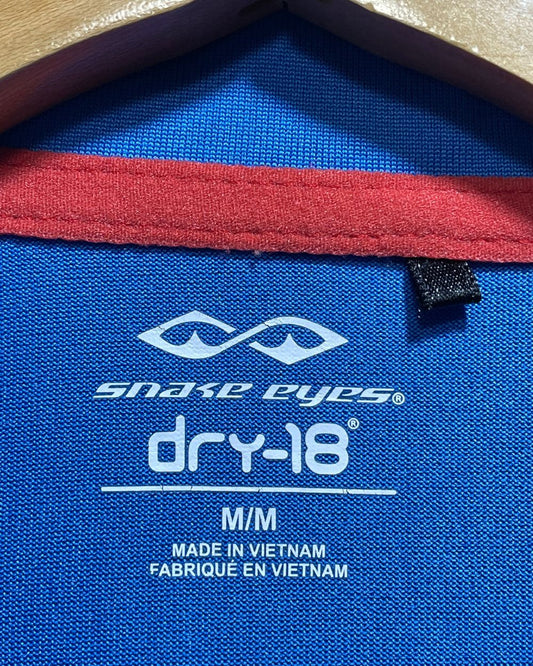 snake eyes®
dry-18®
M/M
MADE IN VIETNAM
FABRIQUÉ EN VIETNAM